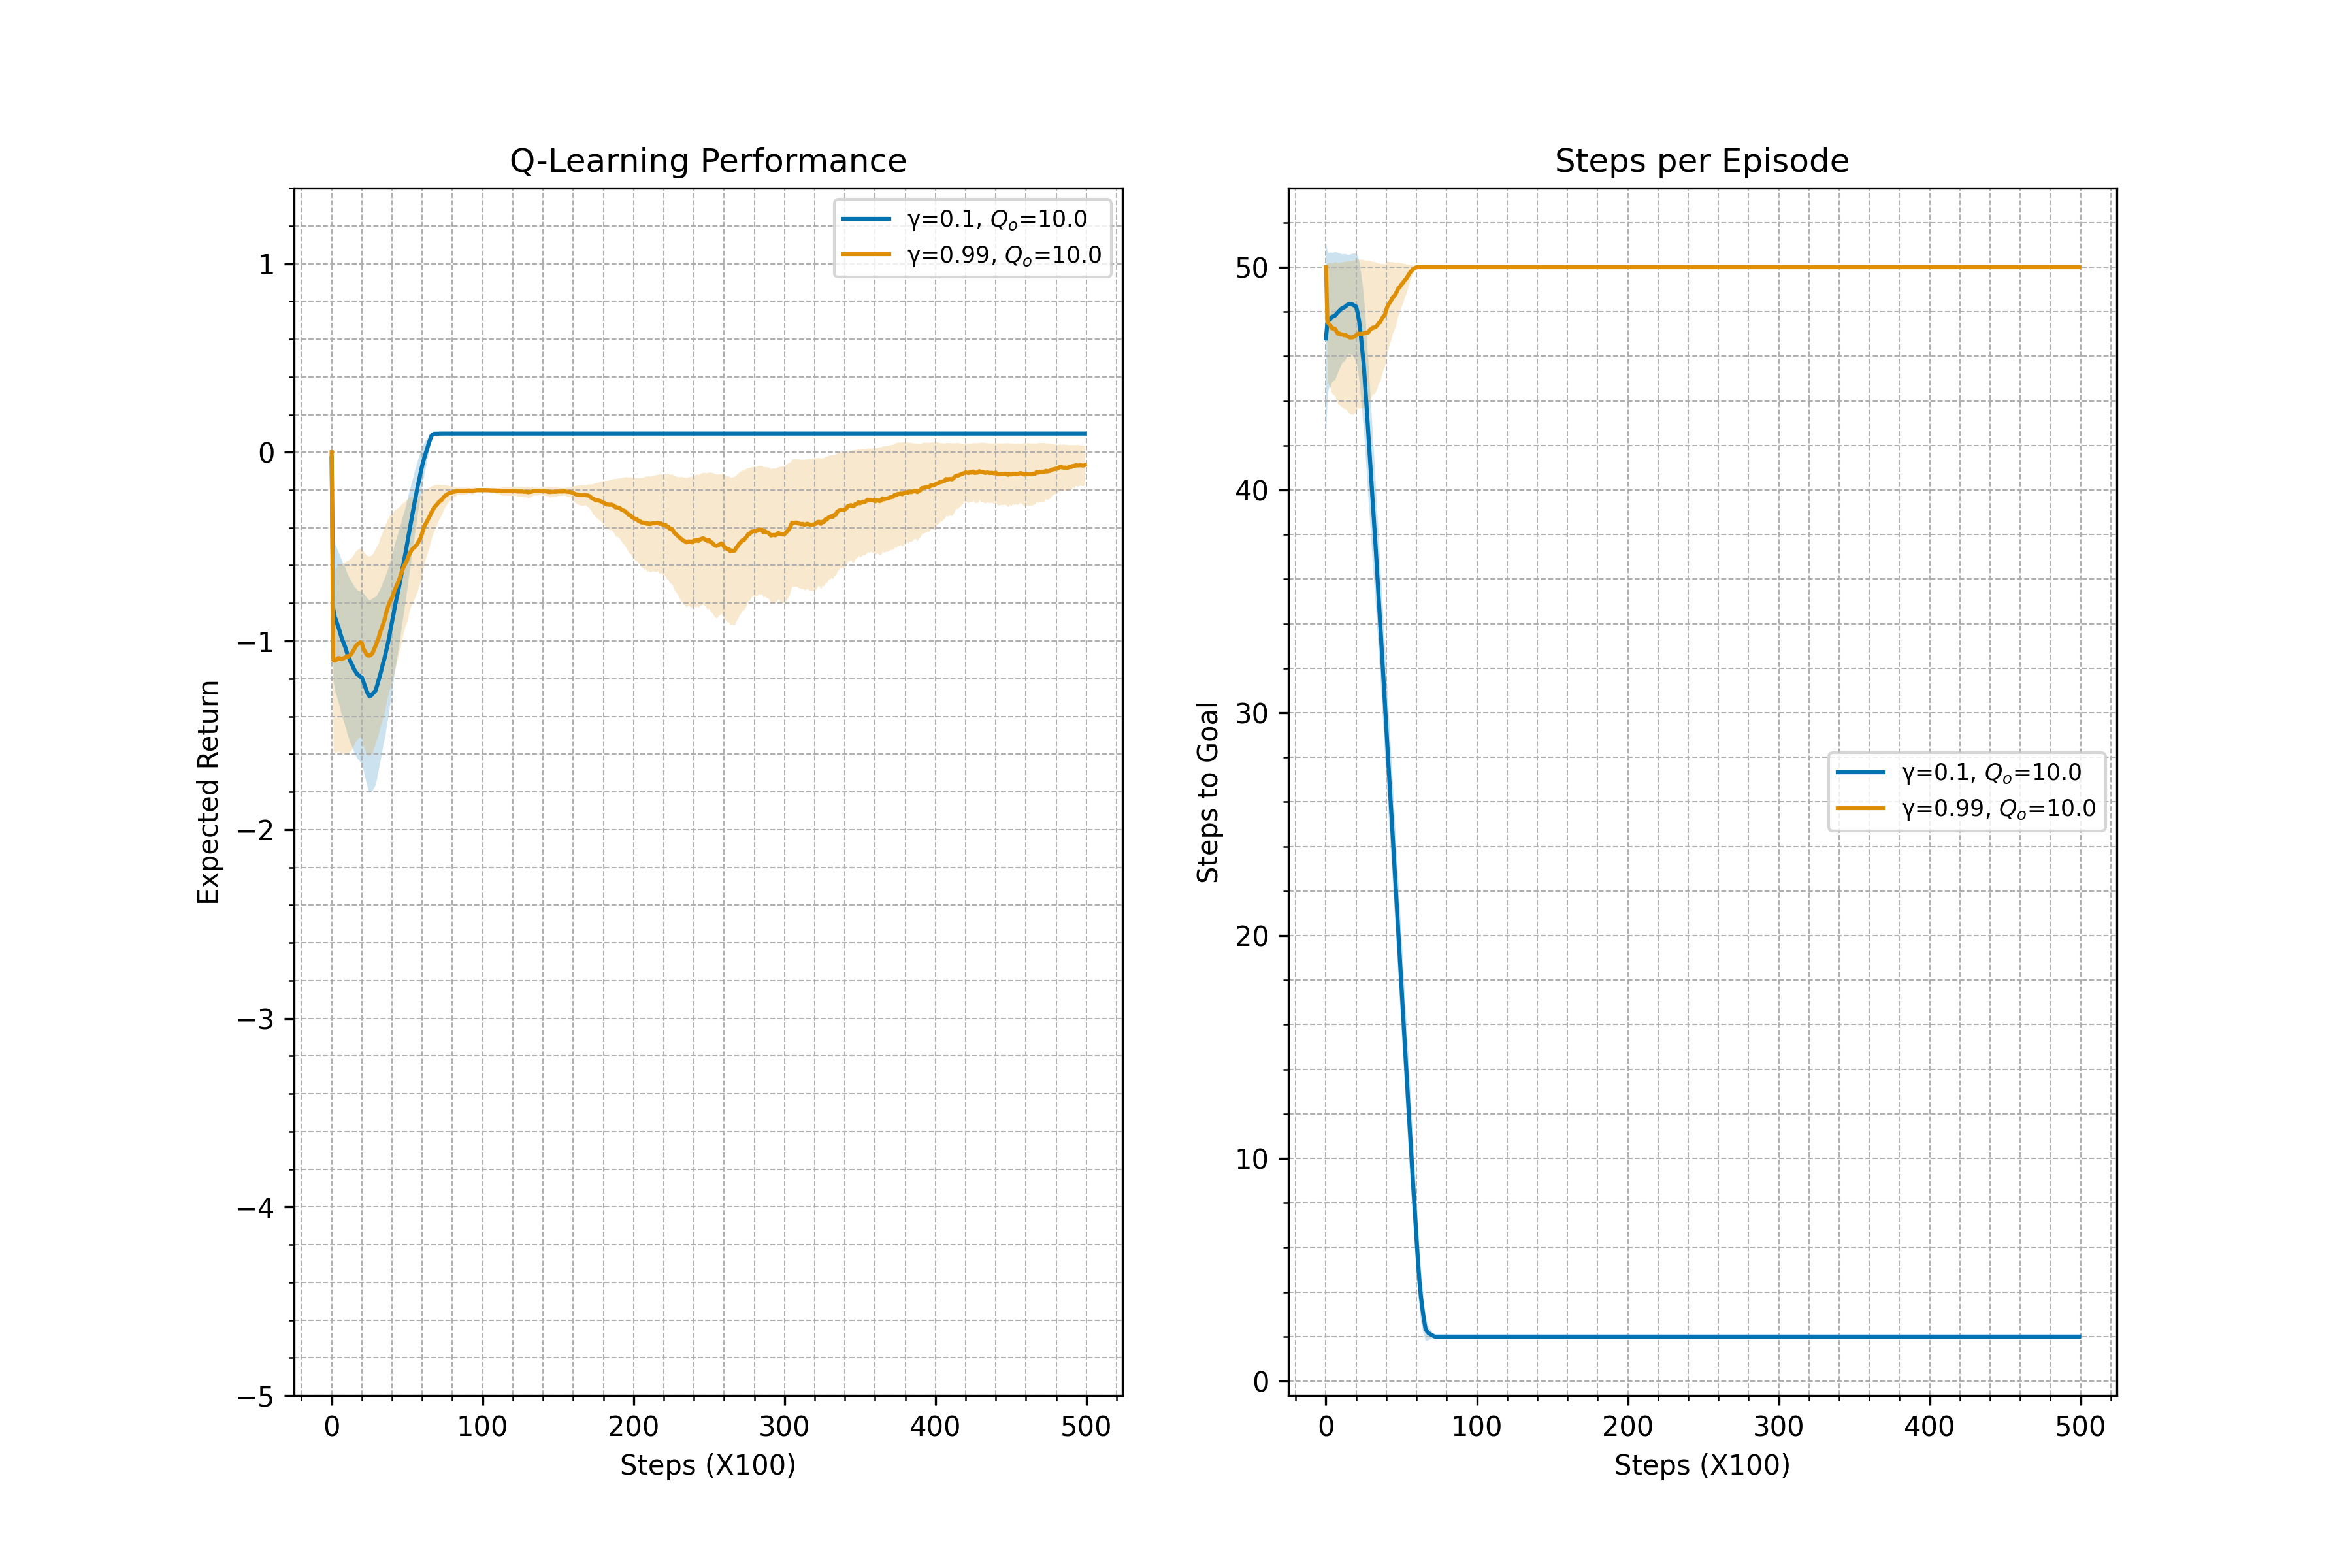 Q-Learning Performance
γ=0.1, Qₒ=10.0
γ=0.99, Qₒ=10.0
1
0
−1
−2
−3
−4
−5
Expected Return
0 100 200 300 400 500
Steps (X100)
Steps per Episode
50
40
30
20
10
0
Steps to Goal
γ=0.1, Qₒ=10.0
γ=0.99, Qₒ=10.0
0 100 200 300 400 500
Steps (X100)